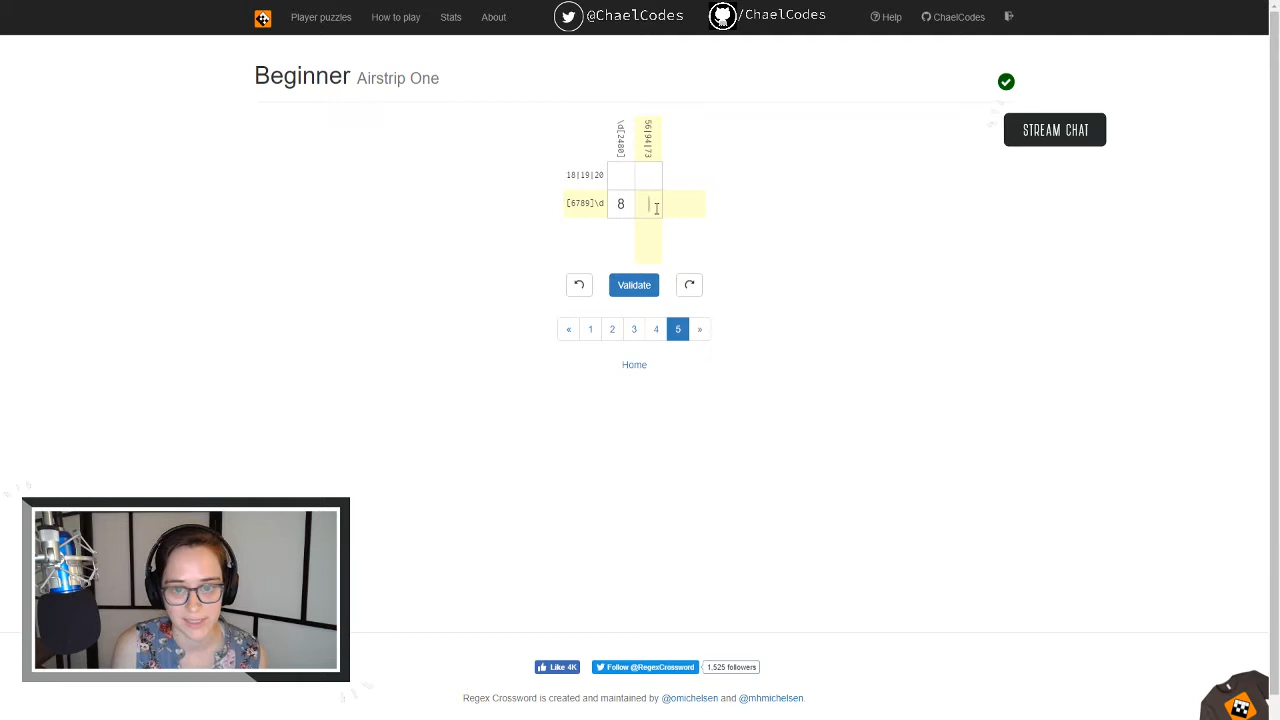 Player puzzles How to play Stats About @ChaelCodes /ChaelCodes Help ChaelCodes
Beginner Airstrip One
STREAM CHAT
\d[2480]
56|94|73
18|19|20
[6789]\d 8
Validate
« 1 2 3 4 5 »
Home
Like 4K Follow @RegexCrossword 1,525 followers
Regex Crossword is created and maintained by @omichelsen and @mhmichelsen.